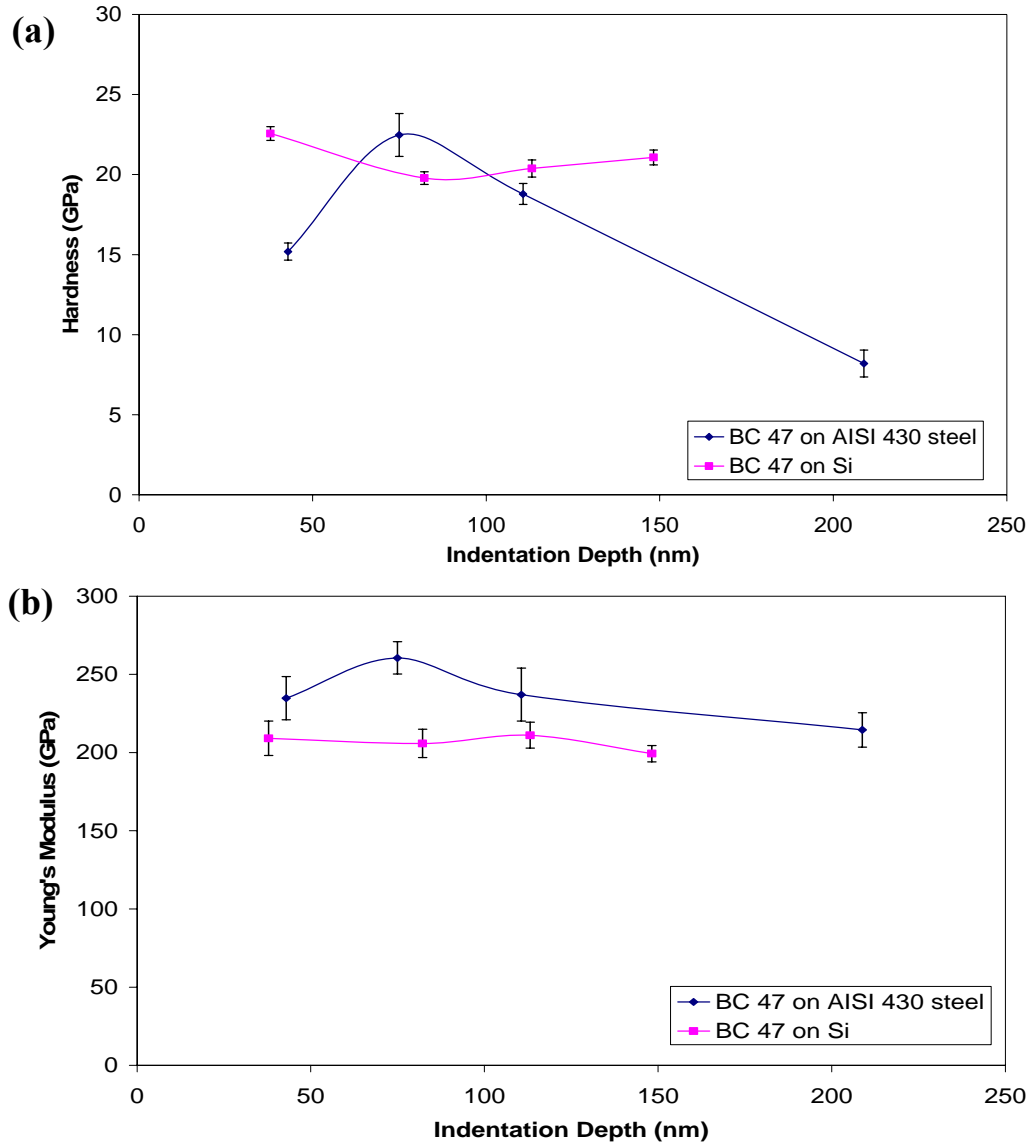 (a)
30
25
20
15
10
5
0
Hardness (GPa)
BC 47 on AISI 430 steel
BC 47 on Si
0 50 100 150 200 250
Indentation Depth (nm)
(b)
300
250
200
150
100
50
0
Young's Modulus (GPa)
BC 47 on AISI 430 steel
BC 47 on Si
0 50 100 150 200 250
Indentation Depth (nm)